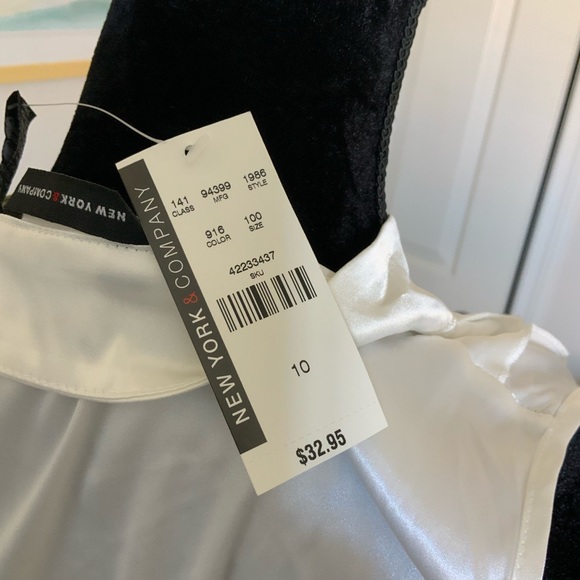 NEW YORK & COMPANY
NEW YORK & COMPANY
141 94399 1986
CLASS MFG STYLE
916 100
COLOR SIZE
42233437
SKU
10
$32.95